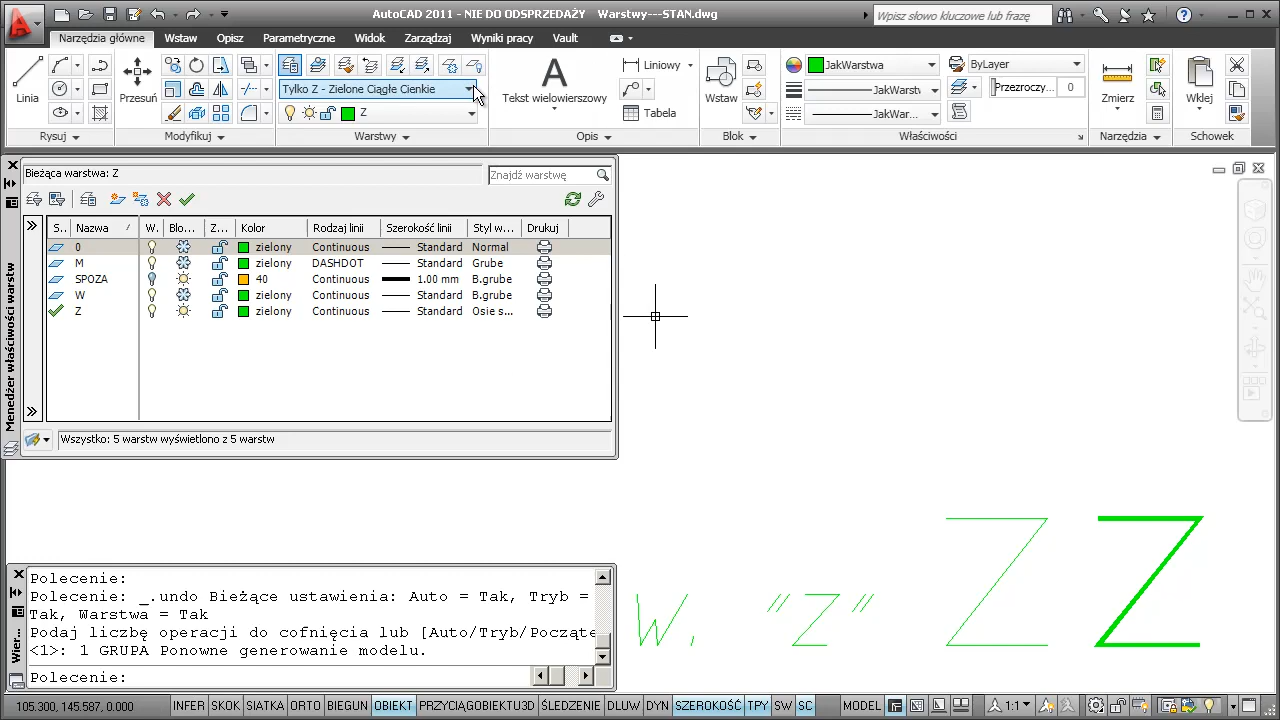 AutoCAD 2011 - NIE DO ODSPRZEDAŻY Warstwy---STAN.dwg
Wpisz słowo kluczowe lub frazę
Narzędzia główne Wstaw Opisz Parametryczne Widok Zarządzaj Wyniki pracy Vault
Linia
Rysuj
Przesuń
Modyfikuj
Tylko Z - Zielone Ciągłe Cienkie
Z
Warstwy
A
Tekst wielowierszowy
Liniowy
Tabela
Opis
Wstaw
Blok
JakWarstwa
JakWarstv
JakWar...
ByLayer
Przezroczy... 0
Właściwości
Zmierz
Narzędzia
Wklej
Schowek
Menedżer właściwości warstw
Bieżąca warstwa: Z
Znajdź warstwę
S.. Nazwa W. Blo... Z... Kolor Rodzaj linii Szerokość linii Styl w... Drukuj
0 zielony Continuous Standard Normal
M zielony DASHDOT Standard Grube
SPOZA 40 Continuous 1.00 mm B.grube
W zielony Continuous Standard B.grube
Z zielony Continuous Standard Osie s...
Wszystko: 5 warstw wyświetlono z 5 warstw
W. "Z" Z Z
Wier...
Polecenie:
Polecenie: _.undo Bieżące ustawienia: Auto = Tak, Tryb =
Tak, Warstwa = Tak
Podaj liczbę operacji do cofnięcia lub [Auto/Tryb/Począte
<1>: 1 GRUPA Ponowne generowanie modelu.
Polecenie:
105.300, 145.587, 0.000 INFER SKOK SIATKA ORTO BIEGUN OBIEKT PRZYCIĄGOBIEKTU3D ŚLEDZENIE DLUW DYN SZEROKOŚĆ TPY SW SC MODEL 1:1